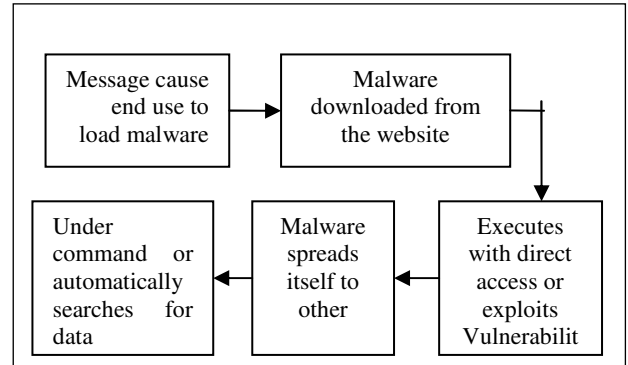 Message cause
end use to
load malware
Malware
downloaded from
the website
Executes
with direct
access or
exploits
Vulnerabilit
Malware
spreads
itself to
other
Under
command or
automatically
searches for
data